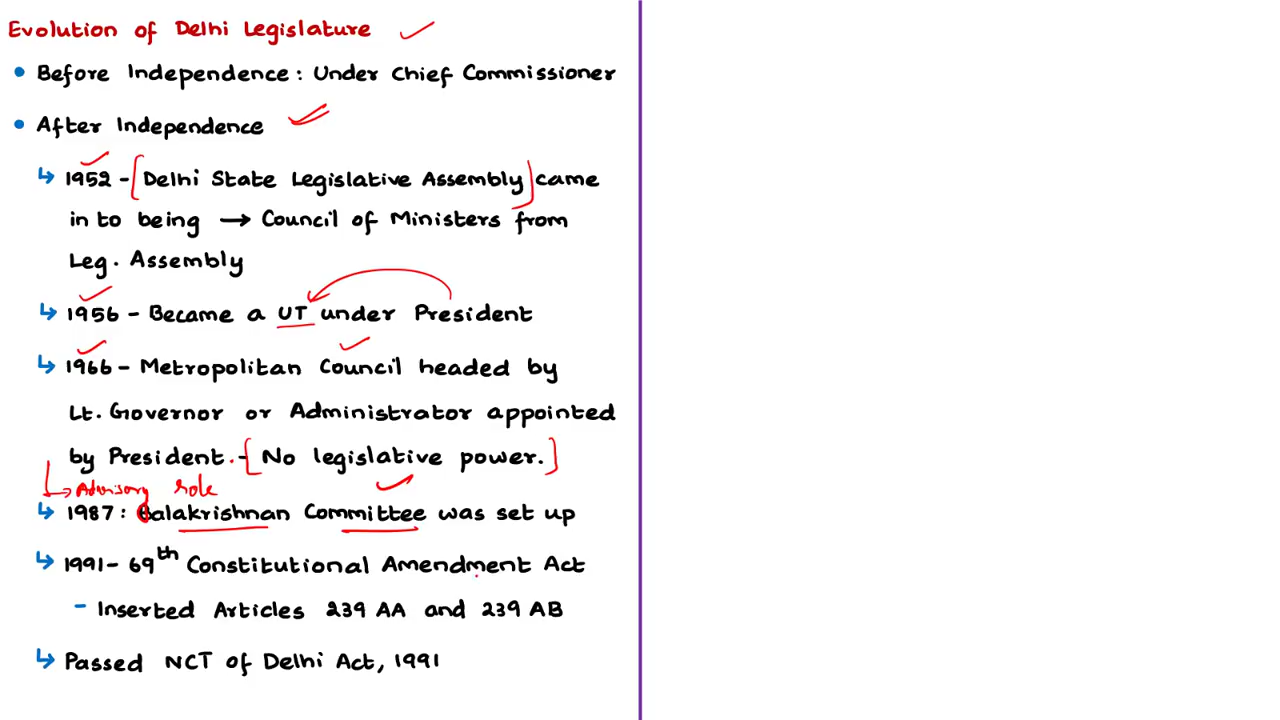 Evolution of Delhi Legislature
• Before Independence: Under Chief Commissioner
• After Independence
↳ 1952 - [Delhi State Legislative Assembly] came
in to being → Council of Ministers from
Leg. Assembly
↳ 1956 - Became a UT under President
↳ 1966 - Metropolitan Council headed by
Lt. Governor or Administrator appointed
by President. - [No legislative power.]
↳ Advisory role
↳ 1987: Balakrishnan Committee was set up
↳ 1991 - 69th Constitutional Amendment Act
- Inserted Articles 239 AA and 239 AB
↳ Passed NCT of Delhi Act, 1991